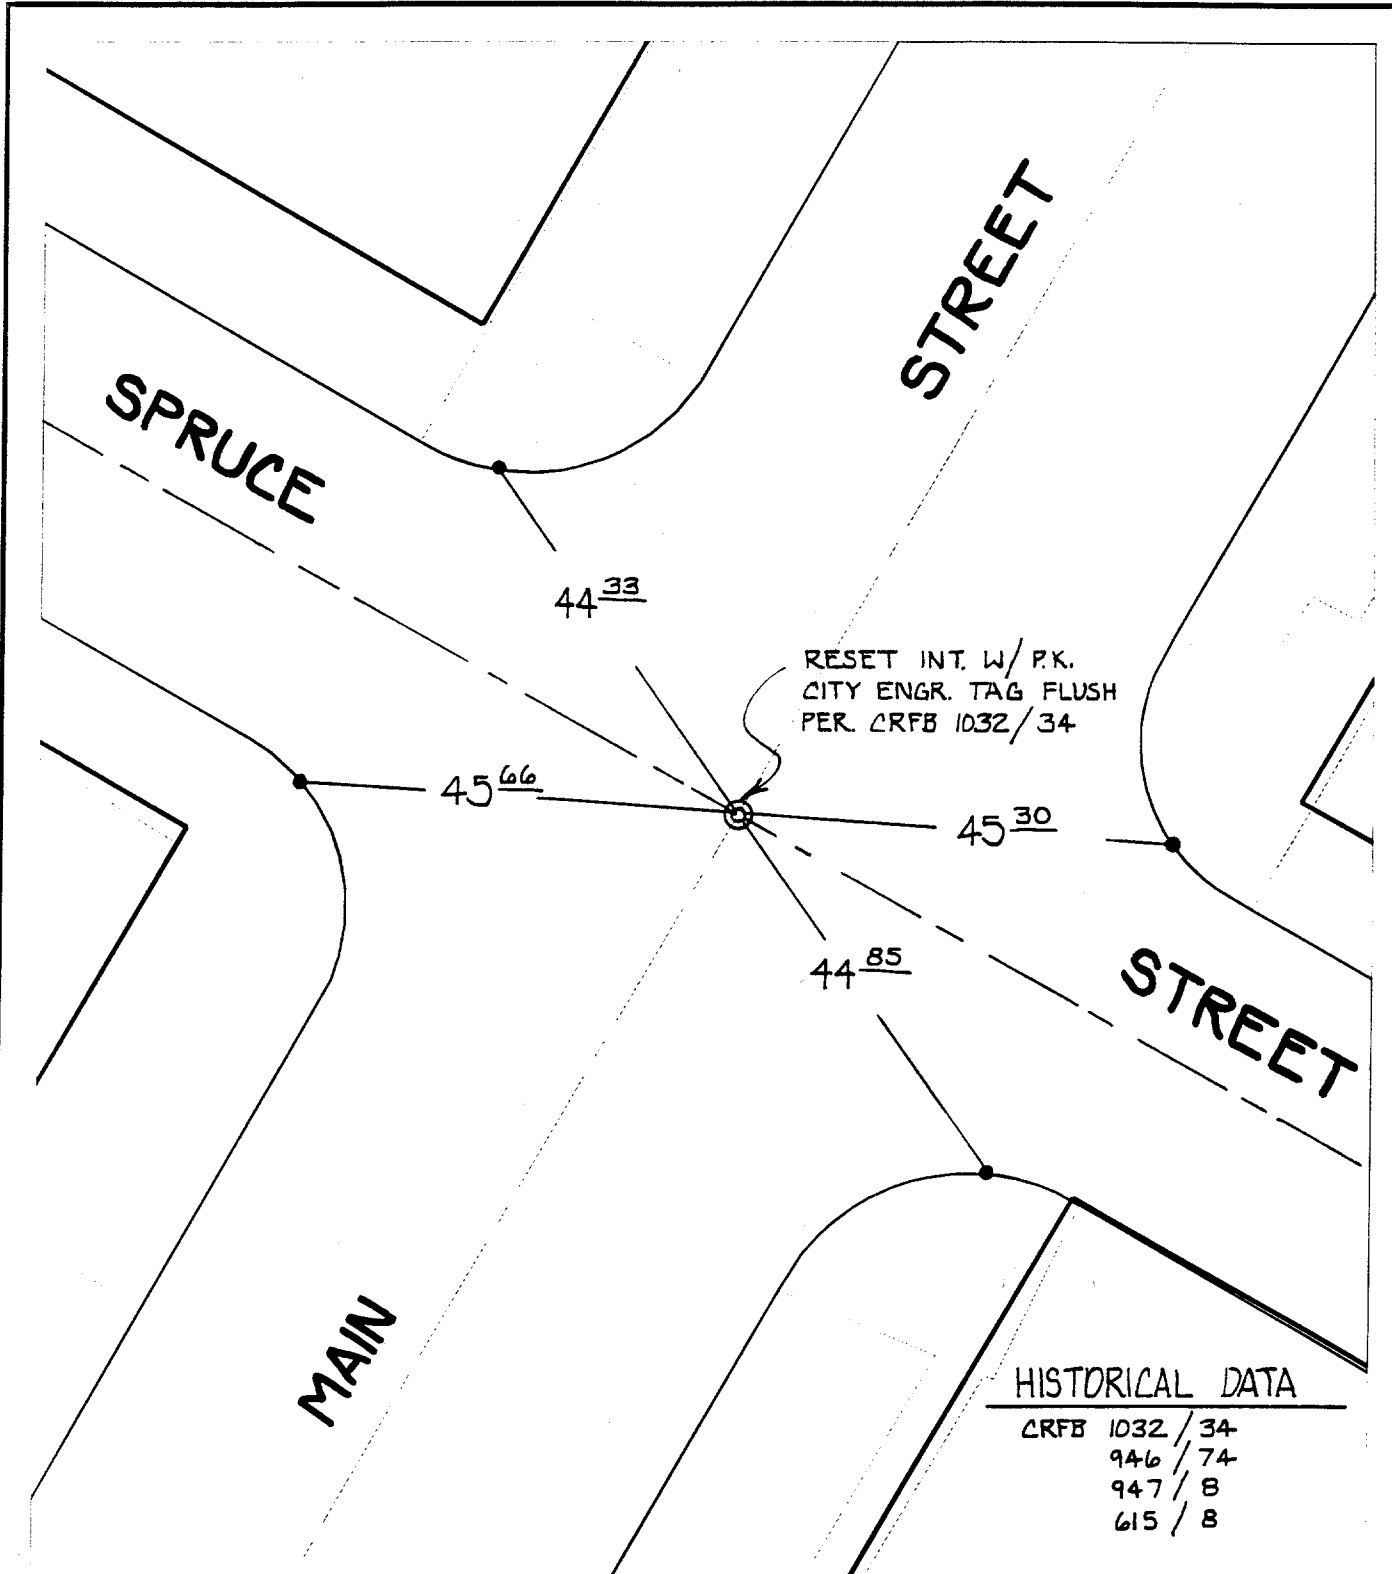 STREET
SPRUCE
44 33
RESET INT. W/ P.K.
CITY ENGR. TAG FLUSH
PER. CRFB 1032/34
45 66
45 30
44 85
STREET
MAIN
HISTORICAL DATA
CRFB 1032/34
946/74
947/8
615/8